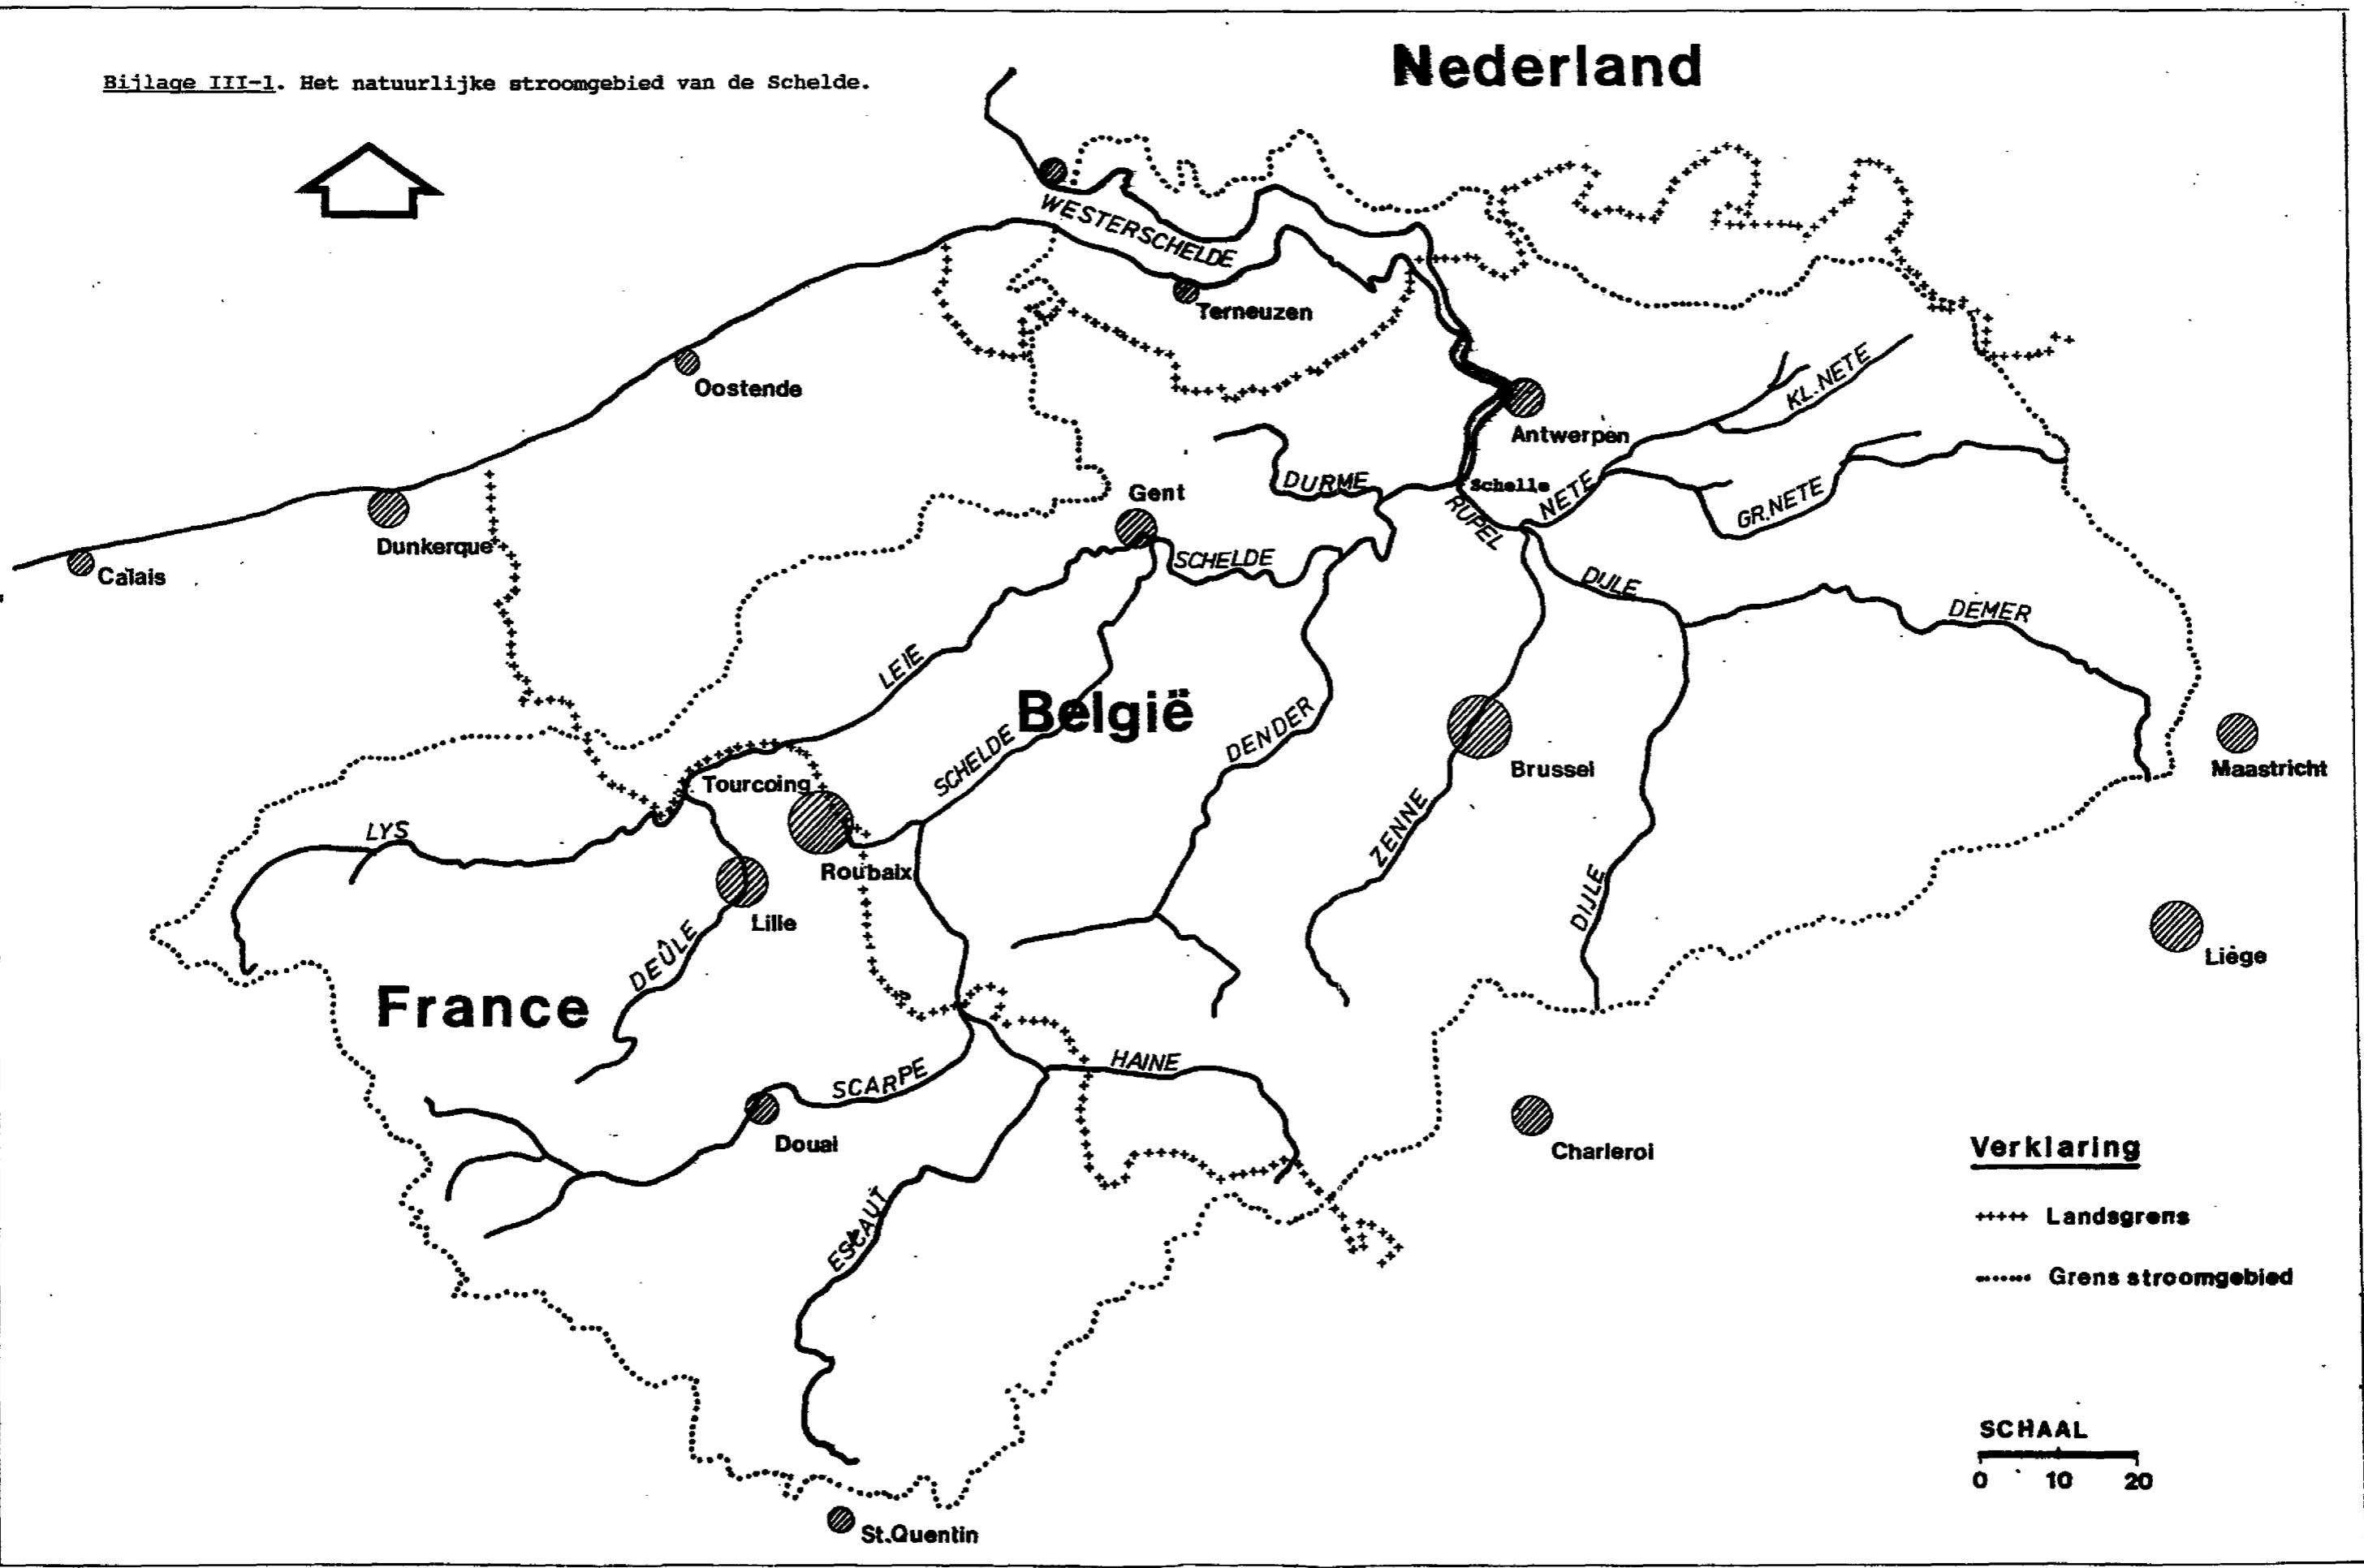 Nederland
Bijlage III-1. Het natuurlijke stroomgebied van de Schelde.
WESTERSCHELDE
Terneuzen
Oostende
KL.NETE
Antwerpen
DURME
Schelle
NETE
GR.NETE
RUPEL
Gent
Dunkerque
SCHELDE
Calais
DIJLE
DEMER
LEIE
België
SCHELDE
DENDER
Brussel
Maastricht
Tourcoing
ZENNE
LYS
Roubaix
DIJLE
Lille
DEÛLE
Liège
France
HAINE
SCARPE
Douai
Charleroi
ESCAUT
Verklaring
+++++ Landsgrens
....... Grens stroomgebied
SCHAAL
0 10 20
St.Quentin